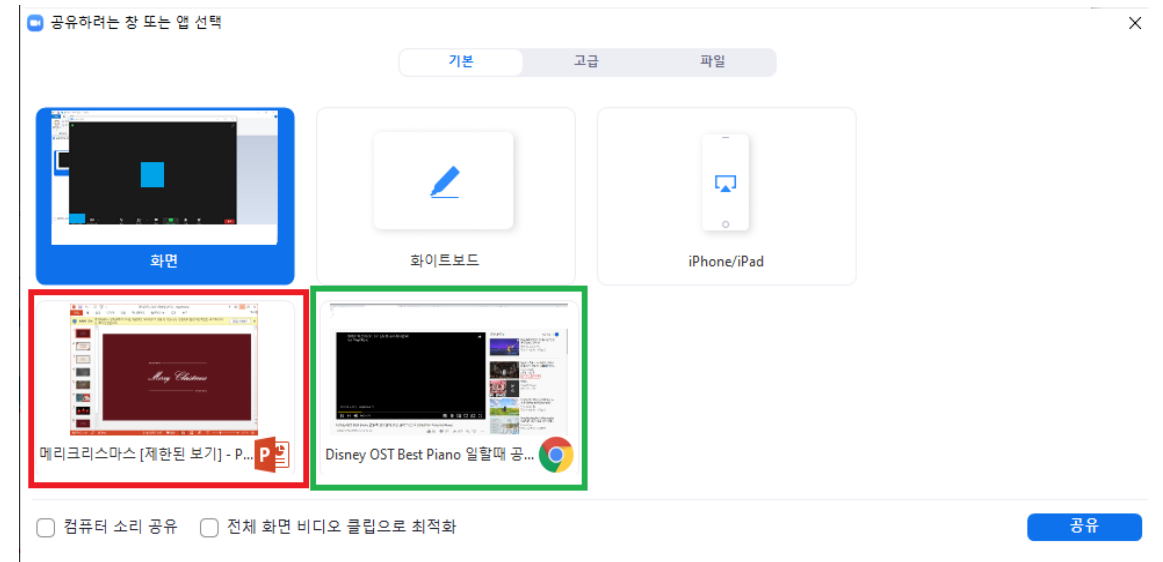 공유하려는 창 또는 앱 선택
기본 고급 파일
화면 화이트보드 iPhone/iPad
Merry Christmas
메리크리스마스 [제한된 보기] - P... Disney OST Best Piano 일할때 공...
컴퓨터 소리 공유 전체 화면 비디오 클립으로 최적화 공유